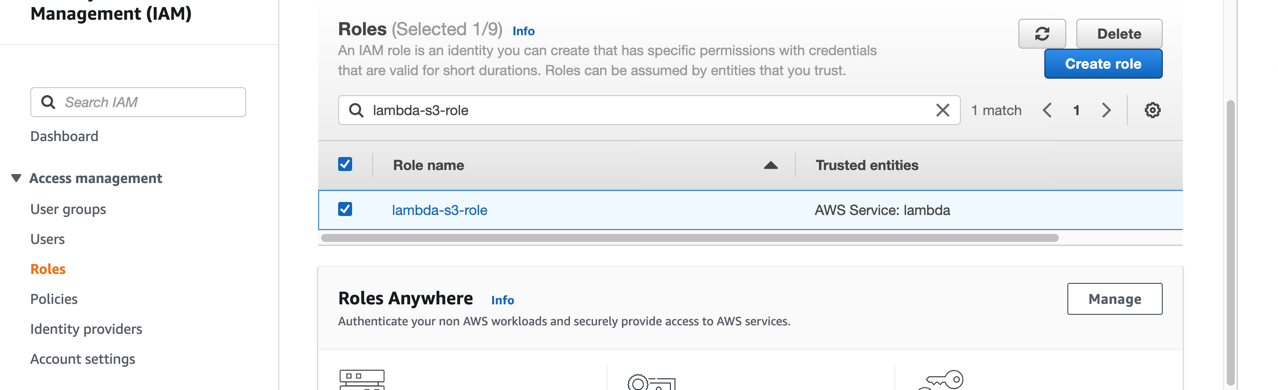 Management (IAM)
Search IAM
Dashboard
Access management
User groups
Users
Roles
Policies
Identity providers
Account settings
Roles (Selected 1/9) Info
An IAM role is an identity you can create that has specific permissions with credentials
that are valid for short durations. Roles can be assumed by entities that you trust.
Delete
Create role
lambda-s3-role
1 match
1
Role name
Trusted entities
lambda-s3-role
AWS Service: lambda
Roles Anywhere Info
Authenticate your non AWS workloads and securely provide access to AWS services.
Manage